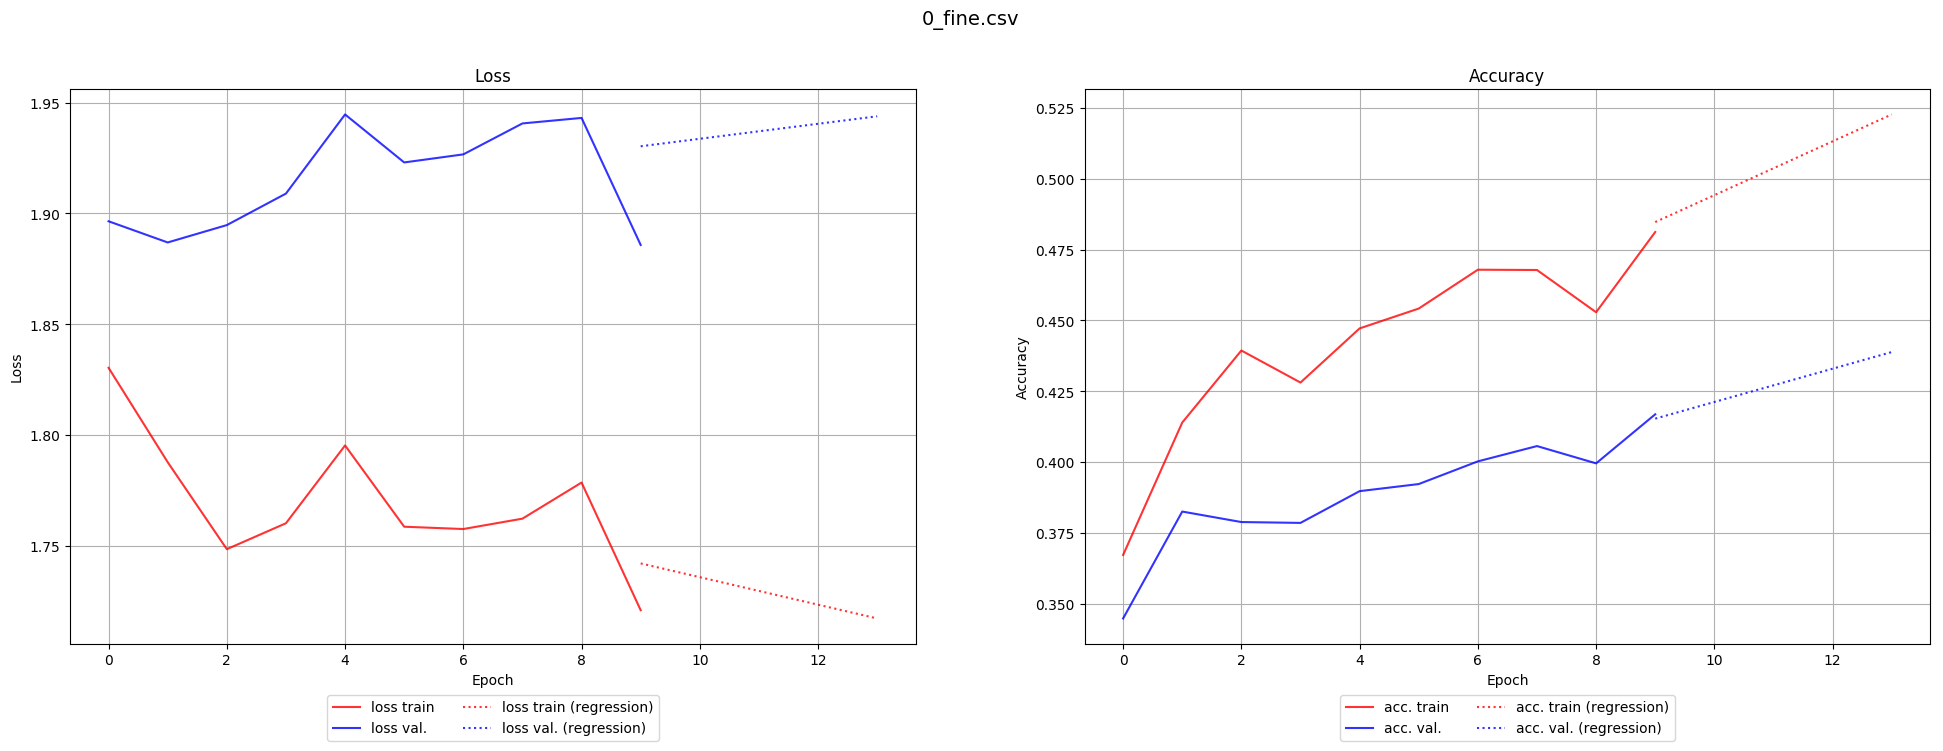 0_fine.csv
Loss
1.95
1.90
1.85
1.80
1.75
Loss
0 2 4 6 8 10 12
Epoch
loss train
loss val.
loss train (regression)
loss val. (regression)
Accuracy
0.525
0.500
0.475
0.450
0.425
0.400
0.375
0.350
Accuracy
0 2 4 6 8 10 12
Epoch
acc. train
acc. val.
acc. train (regression)
acc. val. (regression)